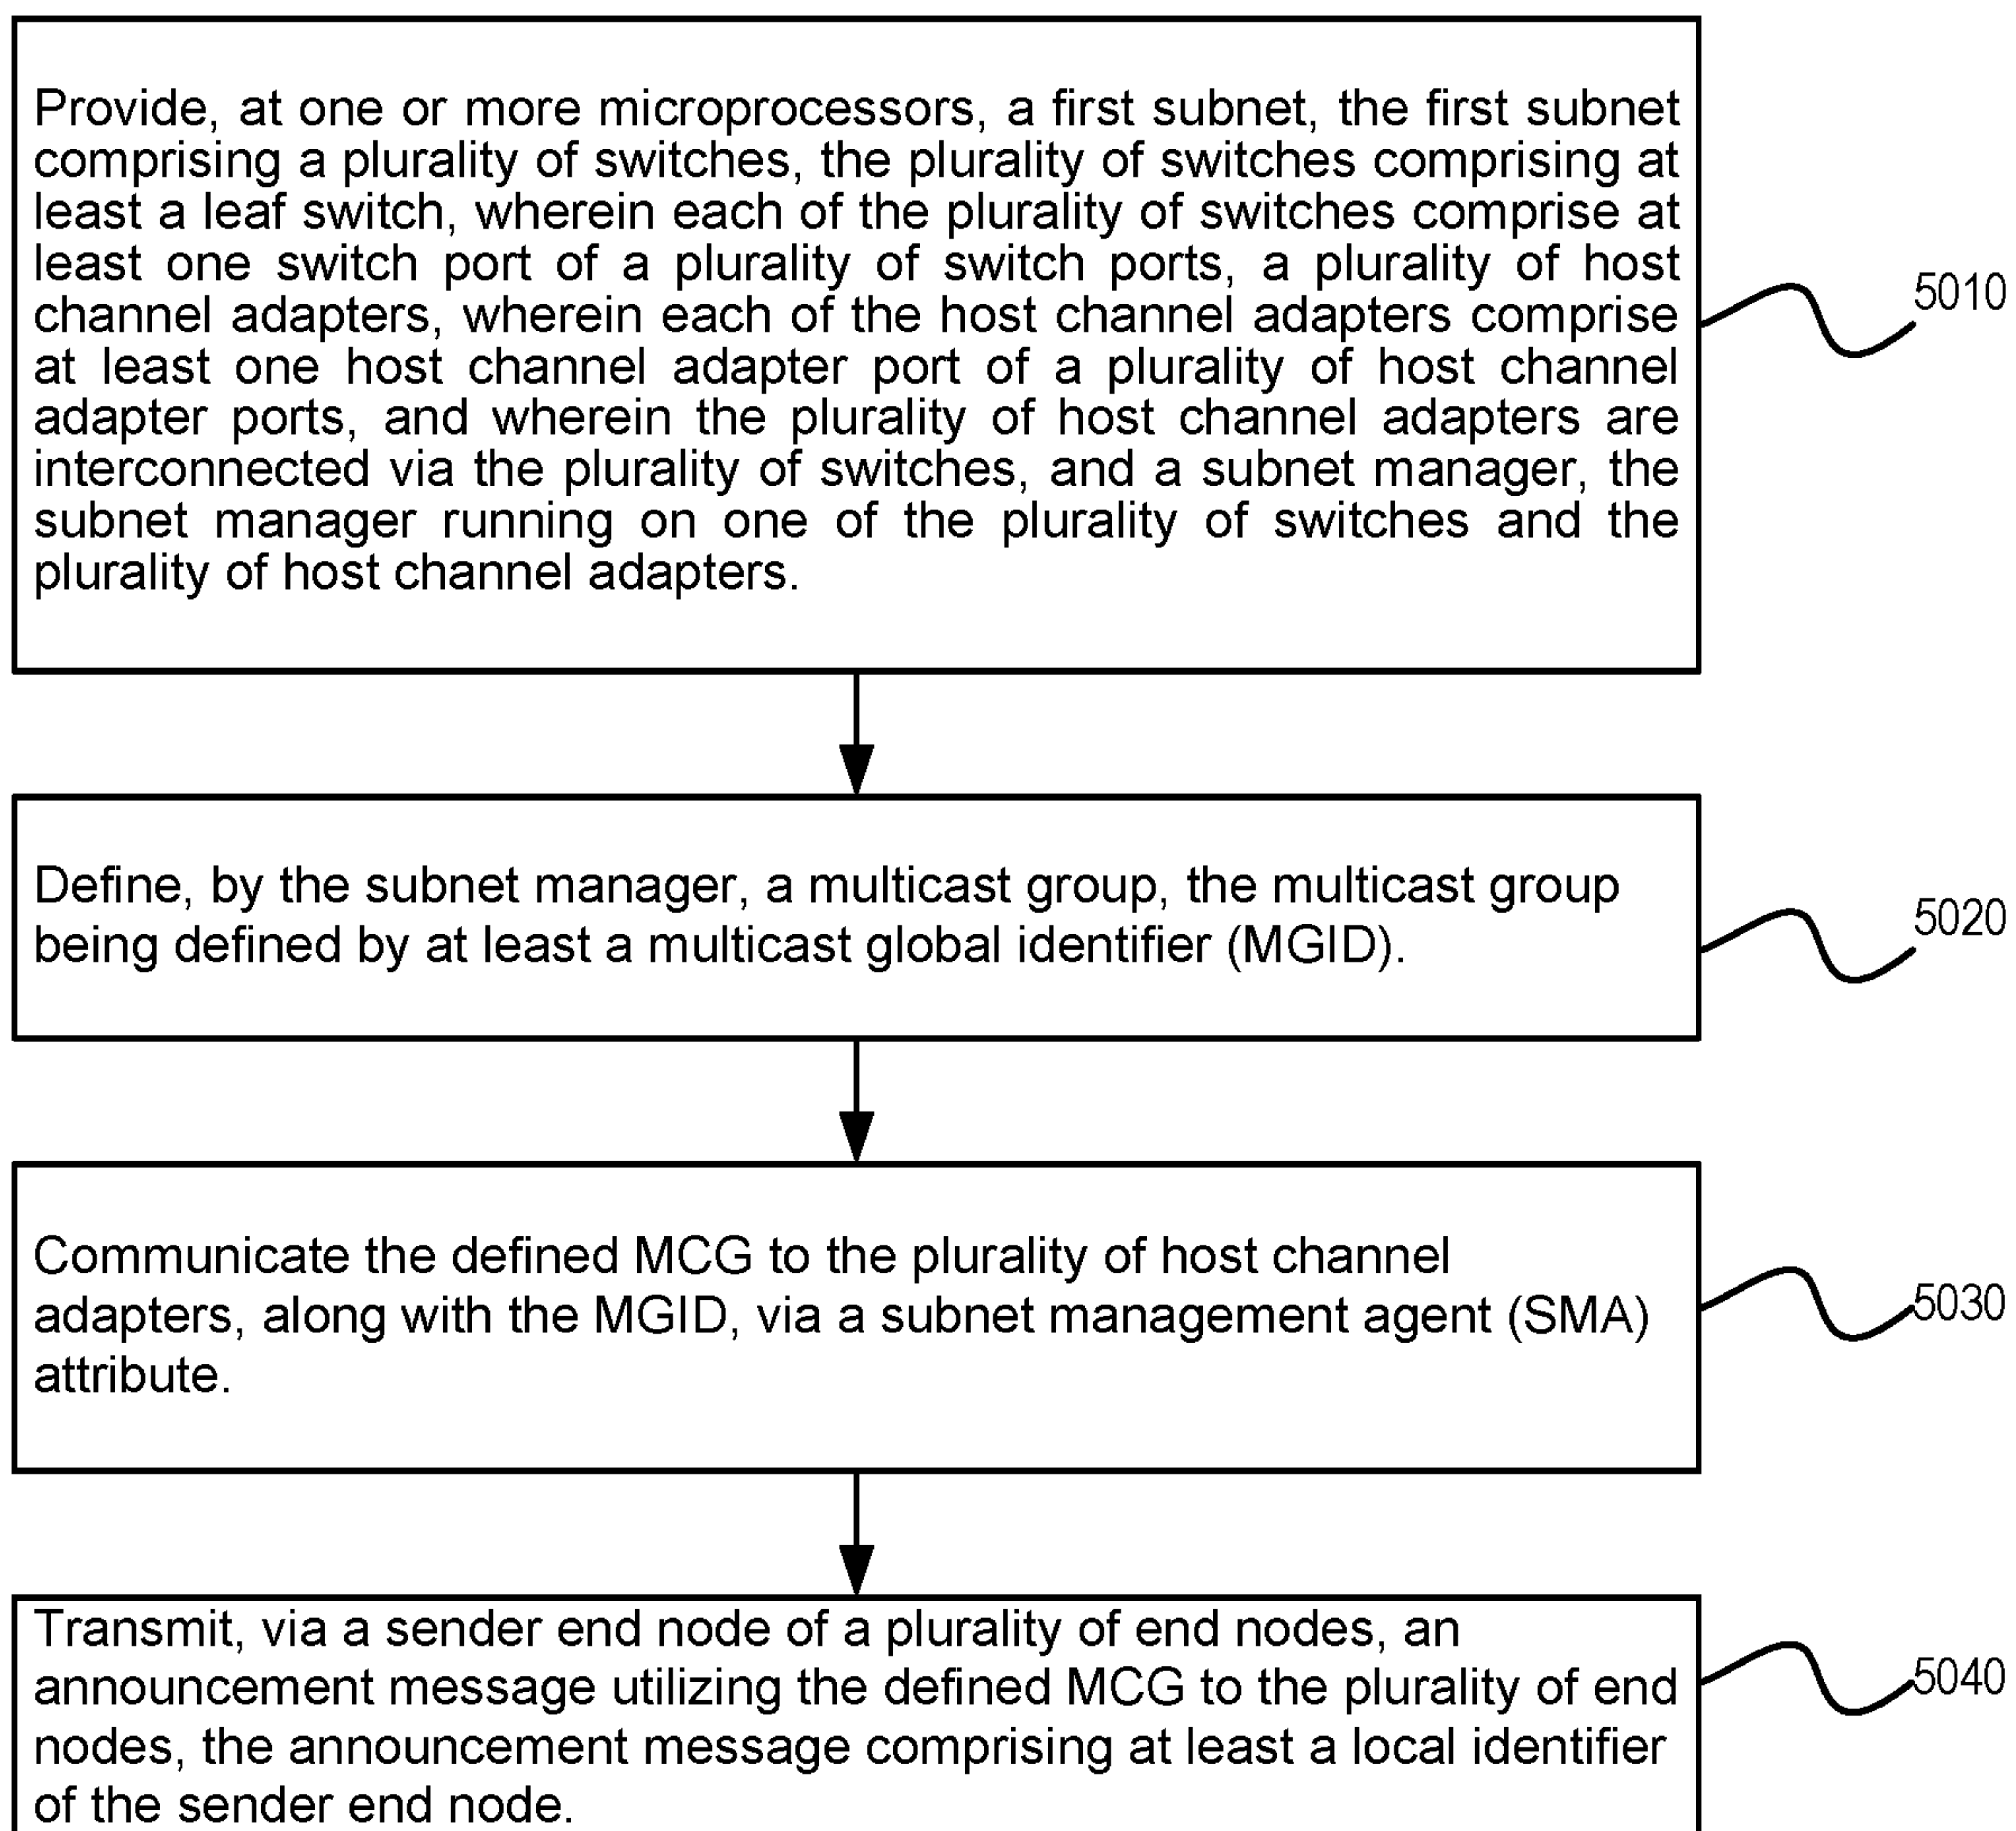 Provide, at one or more microprocessors, a first subnet, the first subnet
comprising a plurality of switches, the plurality of switches comprising at
least a leaf switch, wherein each of the plurality of switches comprise at
least one switch port of a plurality of switch ports, a plurality of host
channel adapters, wherein each of the host channel adapters comprise
at least one host channel adapter port of a plurality of host channel
adapter ports, and wherein the plurality of host channel adapters are
interconnected via the plurality of switches, and a subnet manager, the
subnet manager running on one of the plurality of switches and the
plurality of host channel adapters.
5010
Define, by the subnet manager, a multicast group, the multicast group
being defined by at least a multicast global identifier (MGID).
5020
Communicate the defined MCG to the plurality of host channel
adapters, along with the MGID, via a subnet management agent (SMA)
attribute.
5030
Transmit, via a sender end node of a plurality of end nodes, an
announcement message utilizing the defined MCG to the plurality of end
nodes, the announcement message comprising at least a local identifier
of the sender end node.
5040